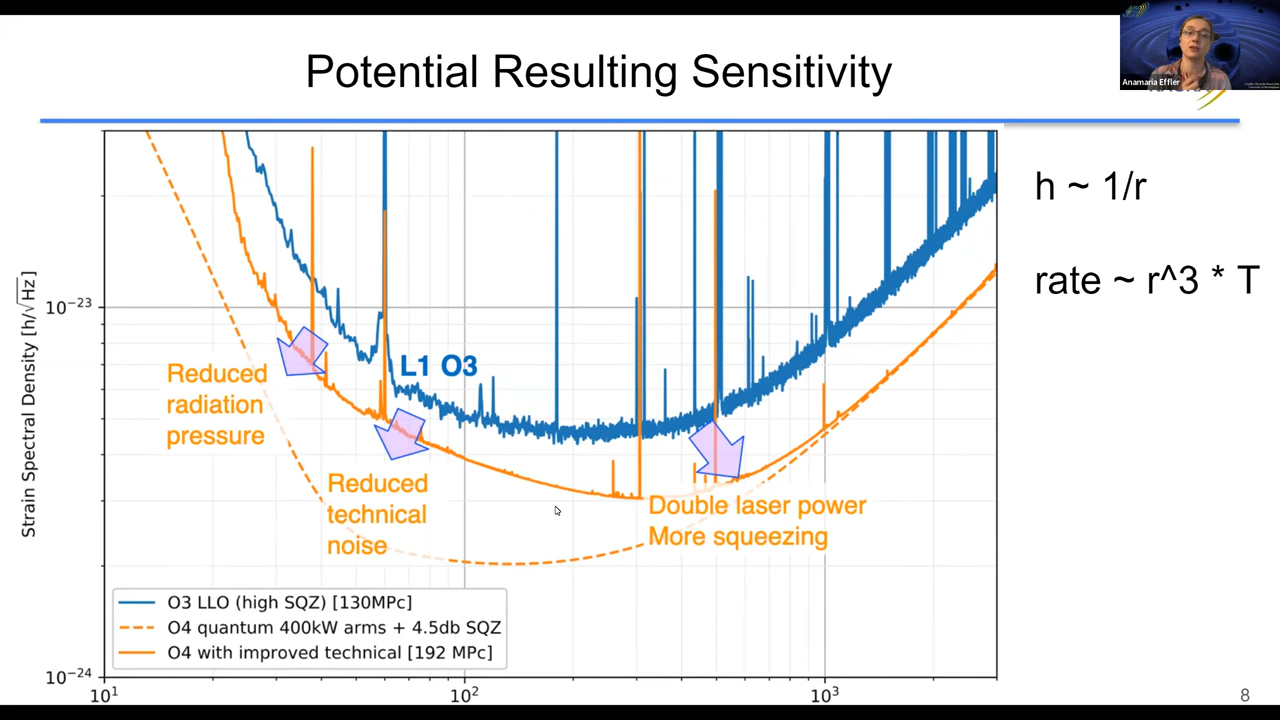 Potential Resulting Sensitivity
Anamaria Effler
h ~ 1/r
rate ~ r^3 * T
Strain Spectral Density [h/√Hz]
10⁻²³
10⁻²⁴
L1 O3
Reduced
radiation
pressure
Reduced
technical
noise
Double laser power
More squeezing
O3 LLO (high SQZ) [130MPc]
O4 quantum 400kW arms + 4.5db SQZ
O4 with improved technical [192 MPc]
10¹
10²
10³
8